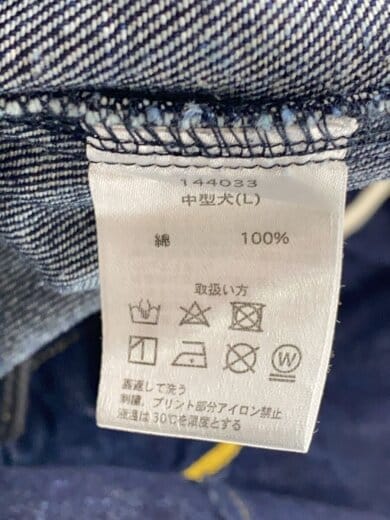 144033
中型犬(L)
綿 100%
取扱い方
W
裏返して洗う
刺繍、プリント部分アイロン禁止
液温は30℃を限度とする